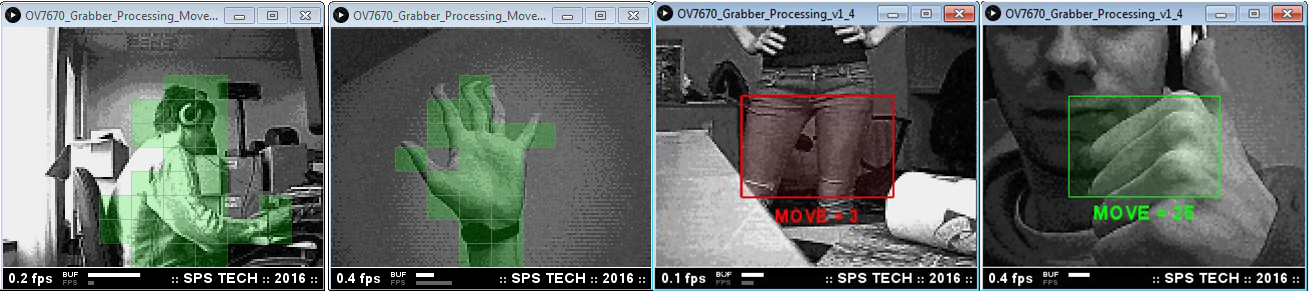 OV7670_Grabber_Processing_Move...
OV7670_Grabber_Processing_Move...
OV7670_Grabber_Processing_v1_4
OV7670_Grabber_Processing_v1_4
MOVE = 3
MOVE = 25
0.2 fps BUF FPS :: SPS TECH :: 2016 ::
0.4 fps BUF FPS :: SPS TECH :: 2016 ::
0.1 fps BUF FPS :: SPS TECH :: 2016 ::
0.4 fps BUF FPS :: SPS TECH :: 2016 ::